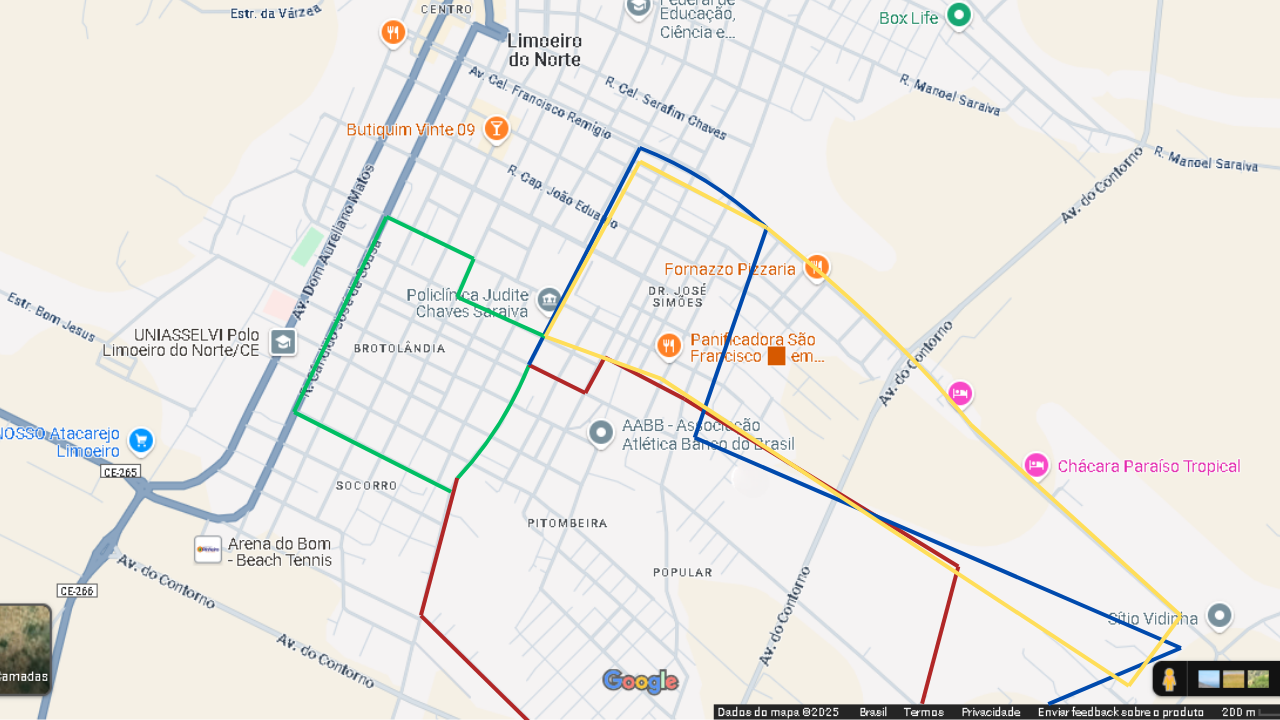 Estr. da Várzea
CENTRO
Federal de
Educação,
Ciência e...
Box Life
Limoeiro
do Norte
Av. Cel. Francisco Remígio
R. Cel. Serafim Chaves
R. Manoel Saraiva
Butiquim Vinte 09
R. Cap. João Eduardo
Av. do Contorno
R. Manoel Saraiva
Av. Dom Aureliano Matos
R. Cândido José de Sousa
Fornazzo Pizzaria
DR. JOSÉ
SIMÕES
Policlínica Judite
Chaves Saraiva
Estr. Bom Jesus
UNIASSELVI Polo
Limoeiro do Norte/CE
BROTOLÂNDIA
Panificadora São
Francisco em...
Av. do Contorno
NOSSO Atacarejo
Limoeiro
AABB - Associação
Atlética Banco do Brasil
Chácara Paraíso Tropical
CE-265
SOCORRO
PITOMBEIRA
Arena do Bom
- Beach Tennis
POPULAR
Av. do Contorno
CE-266
Av. do Contorno
Av. do Contorno
Sítio Vidinha
Camadas
Google
Dados do mapa ©2025 Brasil Termos Privacidade Enviar feedback sobre o produto 200 m